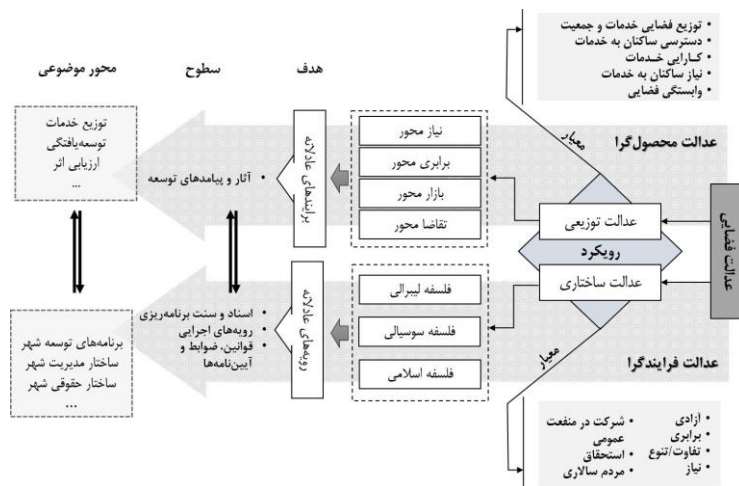 محور موضوعی
سطوح
هدف
توزیع فضایی خدمات و جمعیت •
دسترسی ساکنان به خدمات •
کـارایی خـدمات •
نیاز ساکنان به خدمات •
وابستگی فضایی •
معیار
عدالت محصول‌گرا
عدالت فضایی
عدالت توزیعی
رویکرد
عدالت ساختاری
نیاز محور
برابری محور
بازار محور
تقاضا محور
برایندهای عادلانه
آثار و پیامدهای توسعه •
توزیع خدمات
توسعه‌یافتگی
ارزیابی اثر
...
فلسفه لیبرالی
فلسفه سوسیالی
فلسفه اسلامی
رویه‌های عادلانه
اسناد و سنت برنامه‌ریزی •
رویه‌های اجرایی •
قوانین، ضوابط و •
آیین‌نامه‌ها
برنامه‌های توسعه شهر
ساختار مدیریت شهر
ساختار حقوقی شهر
...
عدالت فرایندگرا
معیار
آزادی •
برابری •
تفاوت/تنوع •
نیاز •
شرکت در منفعت •
عمومی
استحقاق •
مردم سالاری •